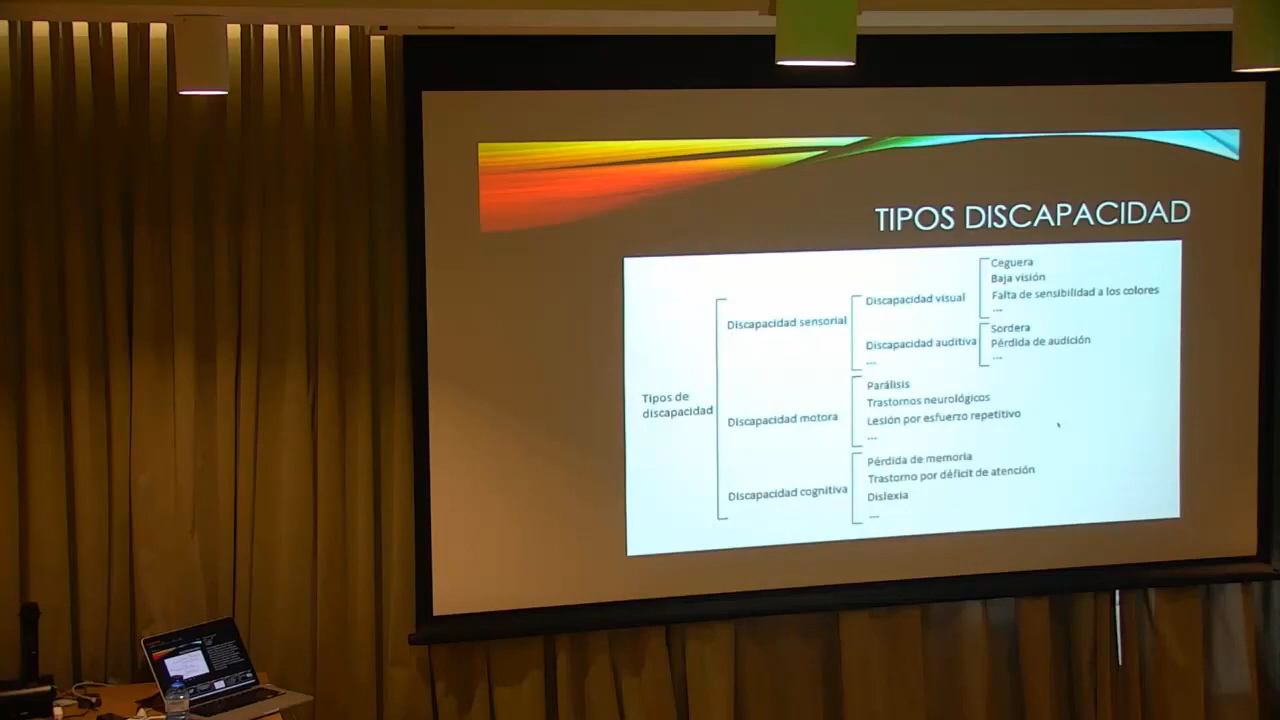 TIPOS DISCAPACIDAD
Tipos de
discapacidad
Discapacidad sensorial
Discapacidad visual
Ceguera
Baja visión
Falta de sensibilidad a los colores
...
Discapacidad auditiva
Sordera
Pérdida de audición
...
...
Discapacidad motora
Parálisis
Trastornos neurológicos
Lesión por esfuerzo repetitivo
...
Discapacidad cognitiva
Pérdida de memoria
Trastorno por déficit de atención
Dislexia
...